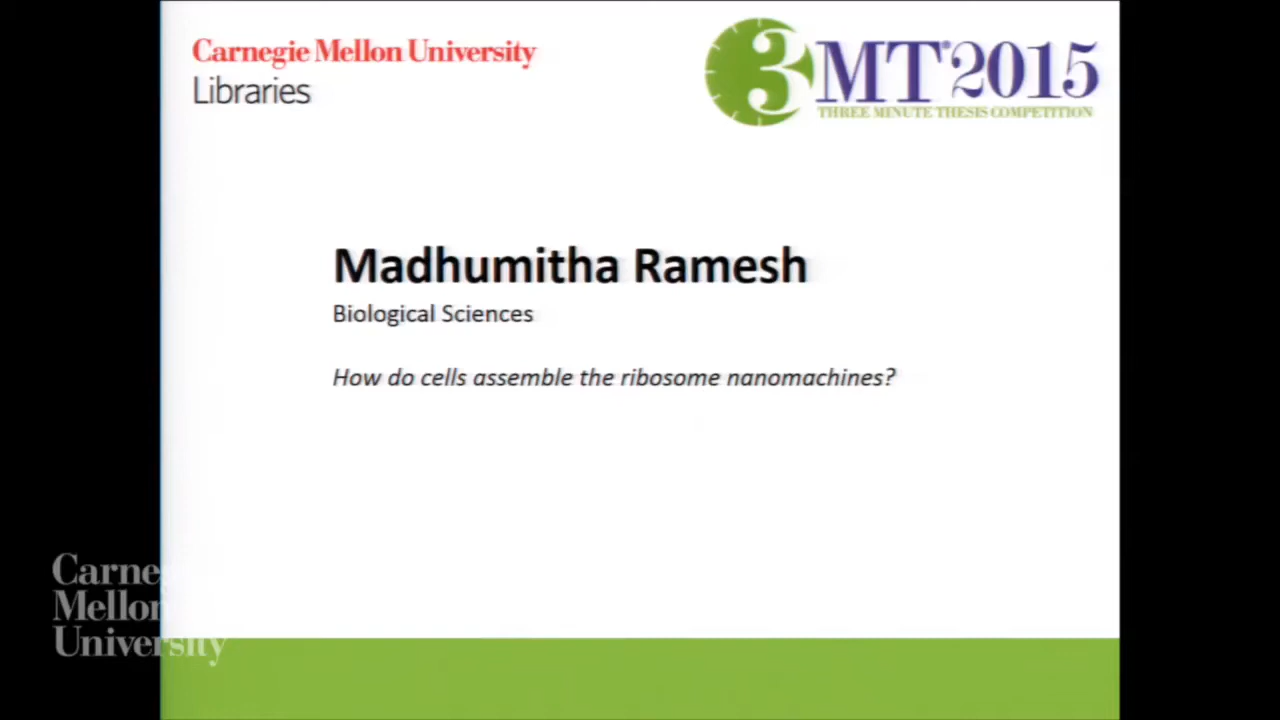 Carnegie Mellon University
Libraries
3MT®2015
THREE MINUTE THESIS COMPETITION
Madhumitha Ramesh
Biological Sciences
How do cells assemble the ribosome nanomachines?
Carnegie
Mellon
University